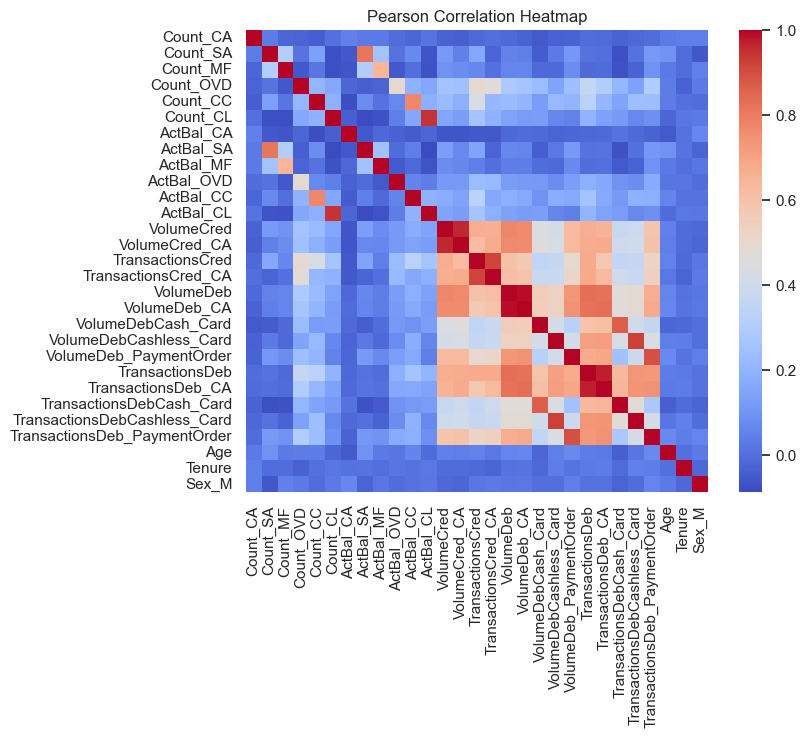 Pearson Correlation Heatmap
Count_CA
Count_SA
Count_MF
Count_OVD
Count_CC
Count_CL
ActBal_CA
ActBal_SA
ActBal_MF
ActBal_OVD
ActBal_CC
ActBal_CL
VolumeCred
VolumeCred_CA
TransactionsCred
TransactionsCred_CA
VolumeDeb
VolumeDeb_CA
VolumeDebCash_Card
VolumeDebCashless_Card
VolumeDeb_PaymentOrder
TransactionsDeb
TransactionsDeb_CA
TransactionsDebCash_Card
TransactionsDebCashless_Card
TransactionsDeb_PaymentOrder
Age
Tenure
Sex_M
Count_CA
Count_SA
Count_MF
Count_OVD
Count_CC
Count_CL
ActBal_CA
ActBal_SA
ActBal_MF
ActBal_OVD
ActBal_CC
ActBal_CL
VolumeCred
VolumeCred_CA
TransactionsCred
TransactionsCred_CA
VolumeDeb
VolumeDeb_CA
VolumeDebCash_Card
VolumeDebCashless_Card
VolumeDeb_PaymentOrder
TransactionsDeb
TransactionsDeb_CA
TransactionsDebCash_Card
TransactionsDebCashless_Card
TransactionsDeb_PaymentOrder
Age
Tenure
Sex_M
1.0
0.8
0.6
0.4
0.2
0.0